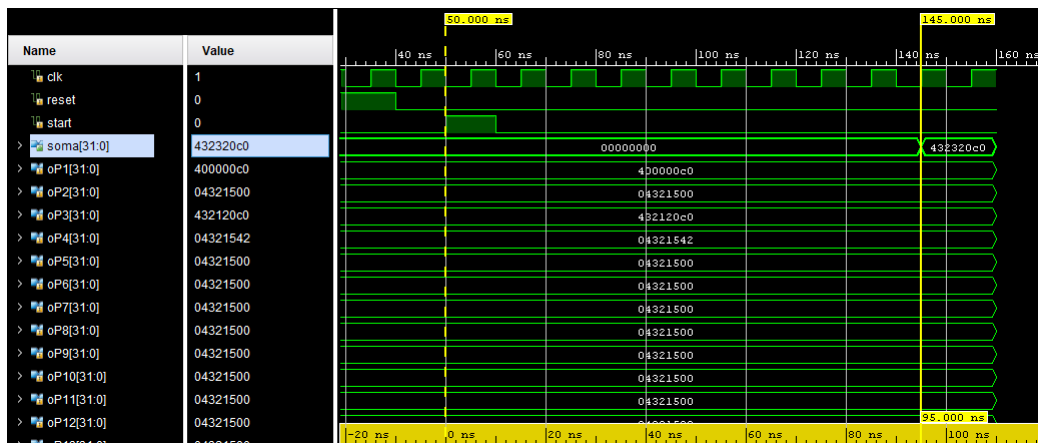 50.000 ns 145.000 ns
Name Value
40 ns 60 ns 80 ns 100 ns 120 ns 140 ns 160 ns
clk 1
reset 0
start 0
soma[31:0] 432320c0 00000000 432320c0
oP1[31:0] 400000c0 400000c0
oP2[31:0] 04321500 04321500
oP3[31:0] 432120c0 432120c0
oP4[31:0] 04321542 04321542
oP5[31:0] 04321500 04321500
oP6[31:0] 04321500 04321500
oP7[31:0] 04321500 04321500
oP8[31:0] 04321500 04321500
oP9[31:0] 04321500 04321500
oP10[31:0] 04321500 04321500
oP11[31:0] 04321500 04321500
oP12[31:0] 04321500
95.000 ns
-20 ns 0 ns 20 ns 40 ns 60 ns 80 ns 100 ns